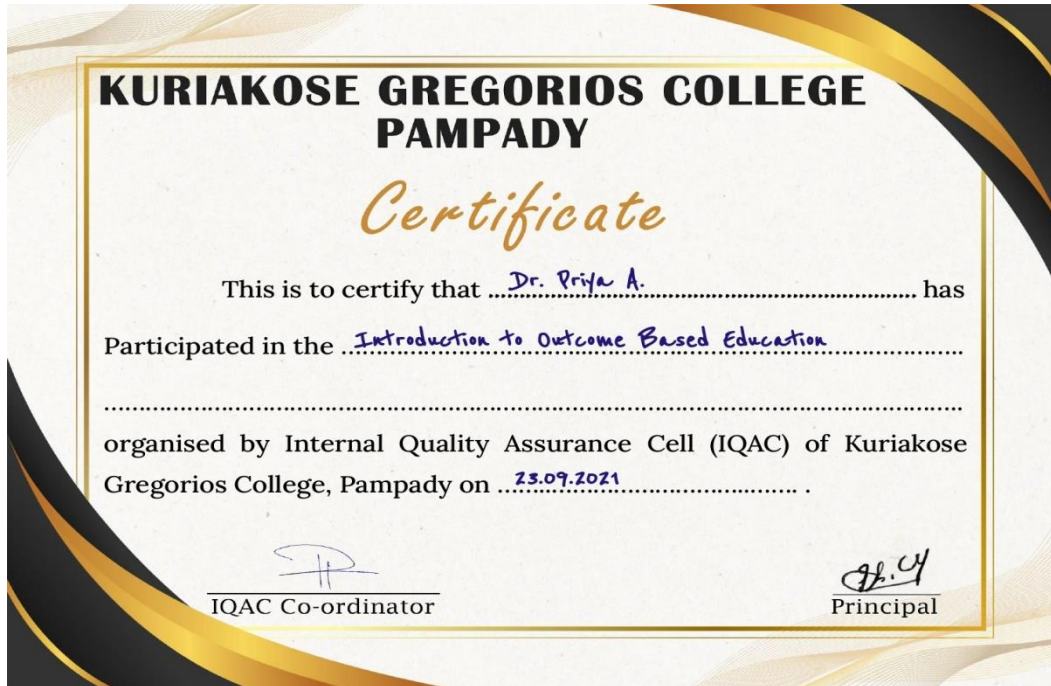 KURIAKOSE GREGORIOS COLLEGE
PAMPADY
Certificate
This is to certify that Dr. Priya A. has
Participated in the Introduction to Outcome Based Education
organised by Internal Quality Assurance Cell (IQAC) of Kuriakose
Gregorios College, Pampady on 23.09.2021 .
IQAC Co-ordinator
Principal